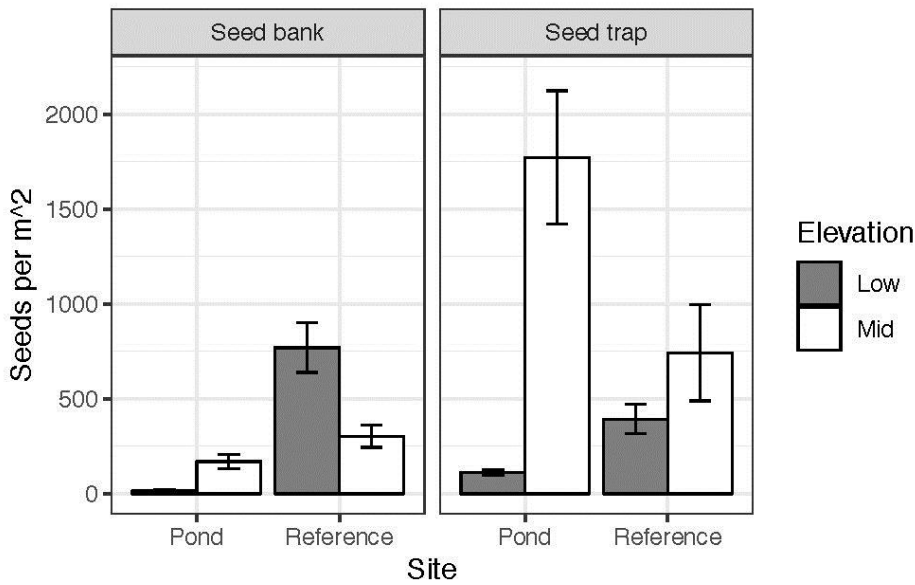 Seed bank
Seed trap
Seeds per m^2
2000
1500
1000
500
0
Pond
Reference
Pond
Reference
Site
Elevation
Low
Mid